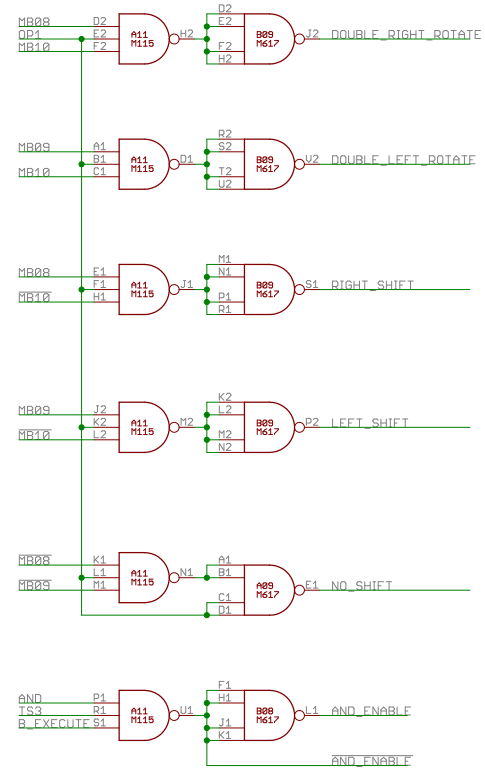 MB08 D2 A11 M115 H2 D2 E2 B09 M617 J2 DOUBLE_RIGHT_ROTATE
OP1 E2 F2
MB10 F2 H2
MB09 A1 A11 M115 D1 R2 S2 B09 M617 V2 DOUBLE_LEFT_ROTATE
B1 T2
MB10 C1 U2
MB08 E1 A11 M115 J1 M1 N1 B09 M617 S1 RIGHT_SHIFT
F1 P1
MB10 H1 R1
MB09 J2 A11 M115 M2 K2 L2 B09 M617 P2 LEFT_SHIFT
K2 M2
MB10 L2 N2
MB08 K1 A11 M115 N1 A1 B1 A09 M617 E1 NO_SHIFT
L1 C1
MB09 M1 D1
AND P1 A11 M115 U1 F1 H1 B08 M617 L1 AND_ENABLE
TS3 R1 J1
B_EXECUTE S1 K1
AND_ENABLE